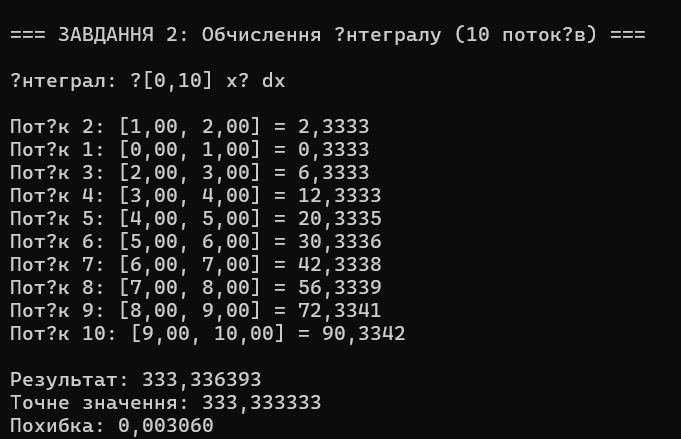 === ЗАВДАННЯ 2: Обчислення ?нтегралу (10 поток?в) ===
?нтеграл: ?[0,10] x? dx
Пот?к 2: [1,00, 2,00] = 2,3333
Пот?к 1: [0,00, 1,00] = 0,3333
Пот?к 3: [2,00, 3,00] = 6,3333
Пот?к 4: [3,00, 4,00] = 12,3333
Пот?к 5: [4,00, 5,00] = 20,3335
Пот?к 6: [5,00, 6,00] = 30,3336
Пот?к 7: [6,00, 7,00] = 42,3338
Пот?к 8: [7,00, 8,00] = 56,3339
Пот?к 9: [8,00, 9,00] = 72,3341
Пот?к 10: [9,00, 10,00] = 90,3342
Результат: 333,336393
Точне значення: 333,333333
Похибка: 0,003060